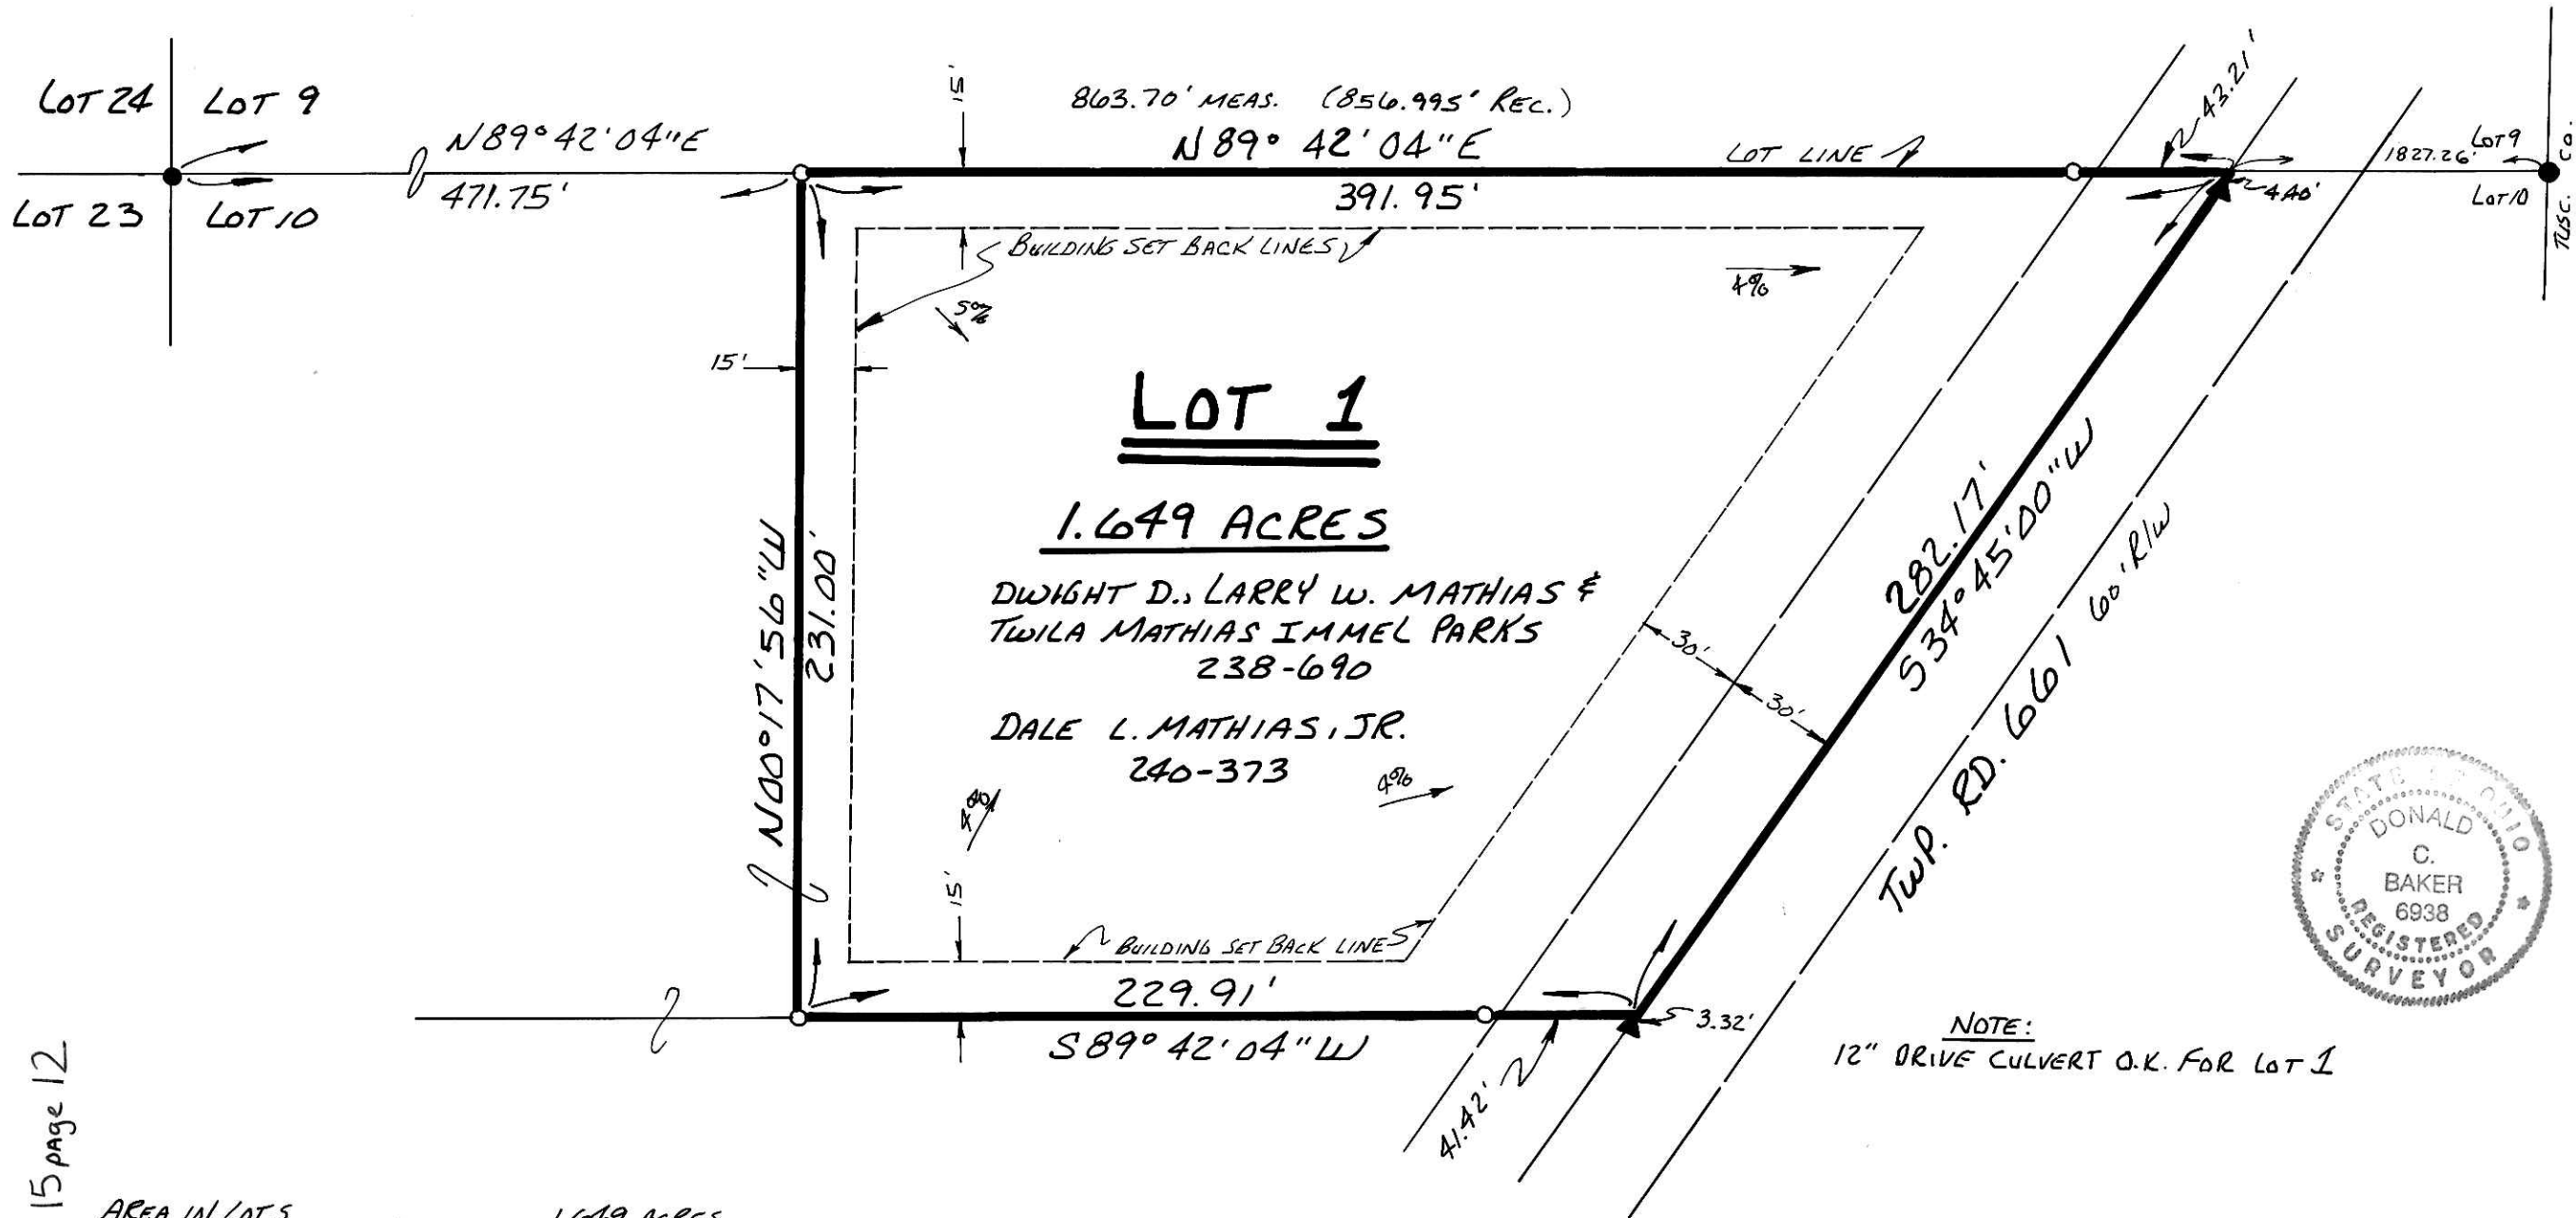 LOT 24
LOT 9
LOT 23
LOT 10
N89°42'04"E
471.75'
15'
863.70' MEAS. (856.995' REC.)
N89° 42' 04"E
LOT LINE
391.95'
43.21'
4.40'
1827.26'
LOT 9
LOT 10
TUSC. CO.
BUILDING SET BACK LINES
5%
4%
15'
LOT 1
1.649 ACRES
DWIGHT D., LARRY W. MATHIAS &
TWILA MATHIAS IMMEL PARKS
238-690
DALE L. MATHIAS, JR.
240-373
N00°17'56"W
231.00'
4%
4%
15'
30'
30'
282.17'
S34°45'00"W
TWP. RD. 661 60' R/W
BUILDING SET BACK LINES
229.91'
S89°42'04"W
3.32'
41.42'
NOTE:
12" DRIVE CULVERT O.K. FOR LOT 1
STATE OF OHIO
DONALD
C.
BAKER
6938
REGISTERED
SURVEYOR
15 page 12
AREA IN LOTS
1.649 ACRES